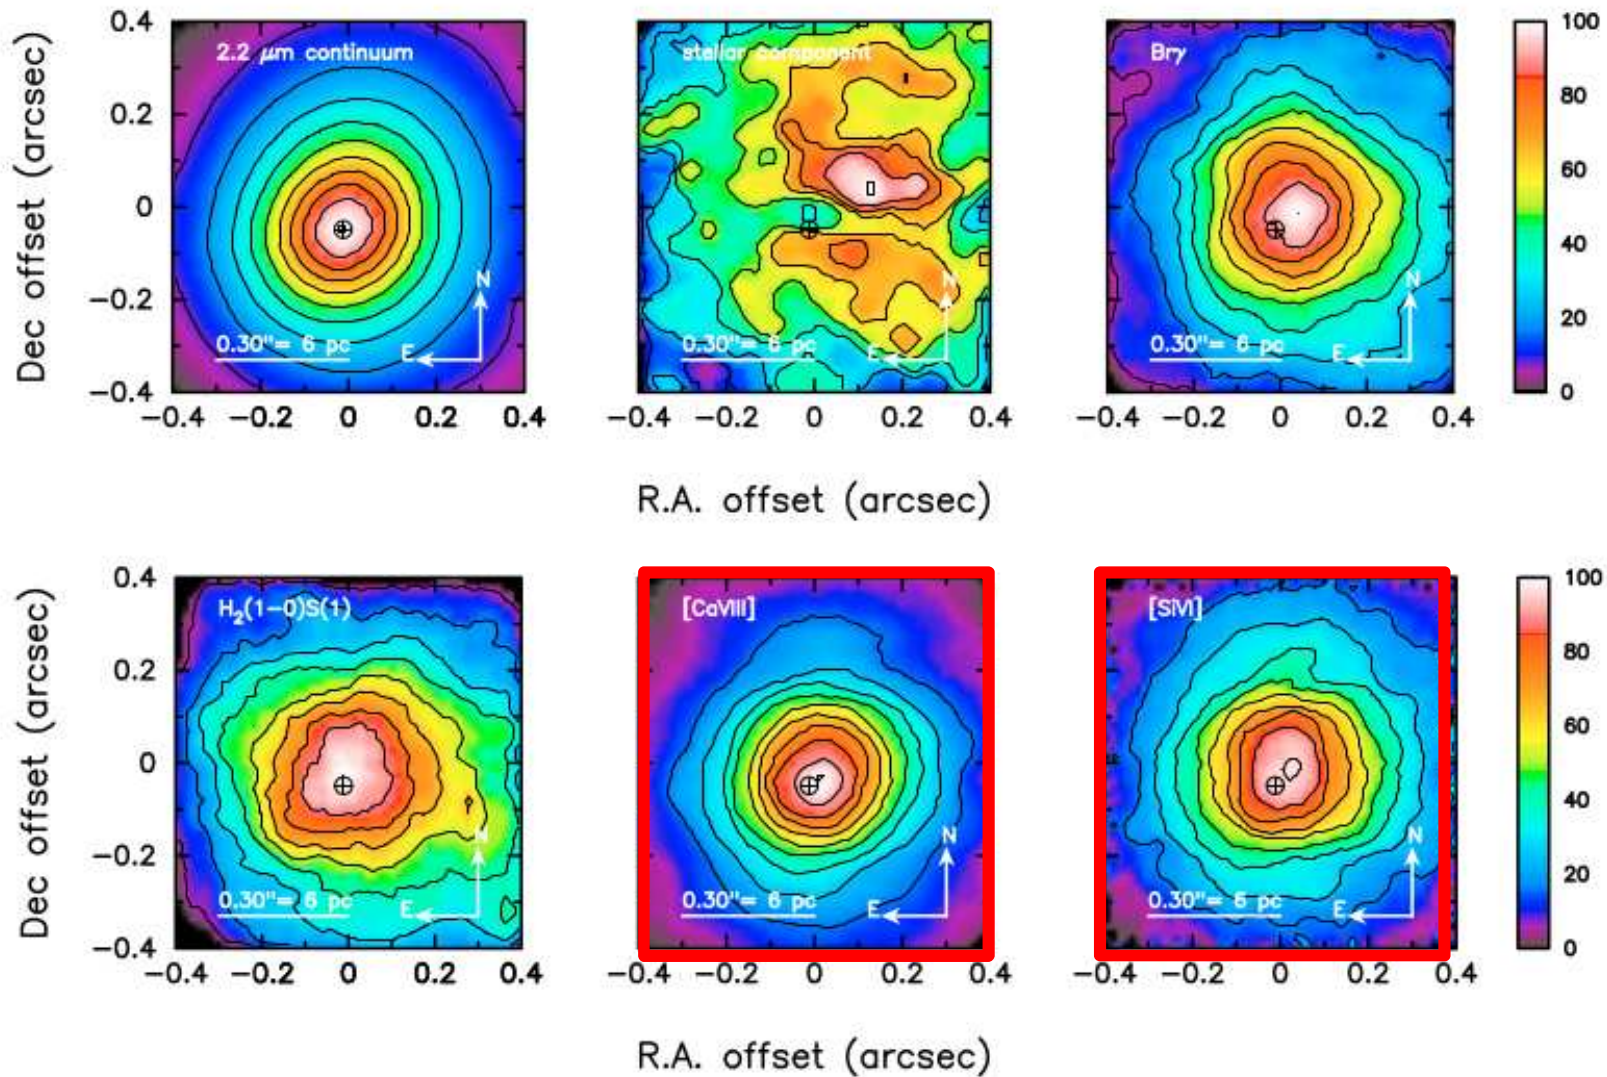 0.4
0.2
0
−0.2
−0.4
Dec offset (arcsec)
2.2 μm continuum
N
E
0.30"= 6 pc
−0.4 −0.2 0 0.2 0.4
stellar component
N
E
0.30"= 6 pc
−0.4 −0.2 0 0.2 0.4
Brγ
N
E
0.30"= 6 pc
−0.4 −0.2 0 0.2 0.4
100
80
60
40
20
0
R.A. offset (arcsec)
0.4
0.2
0
−0.2
−0.4
Dec offset (arcsec)
H₂(1−0)S(1)
N
E
0.30"= 6 pc
−0.4 −0.2 0 0.2 0.4
[CaVIII]
N
E
0.30"= 6 pc
−0.4 −0.2 0 0.2 0.4
[SiVI]
N
E
0.30"= 6 pc
−0.4 −0.2 0 0.2 0.4
100
80
60
40
20
0
R.A. offset (arcsec)